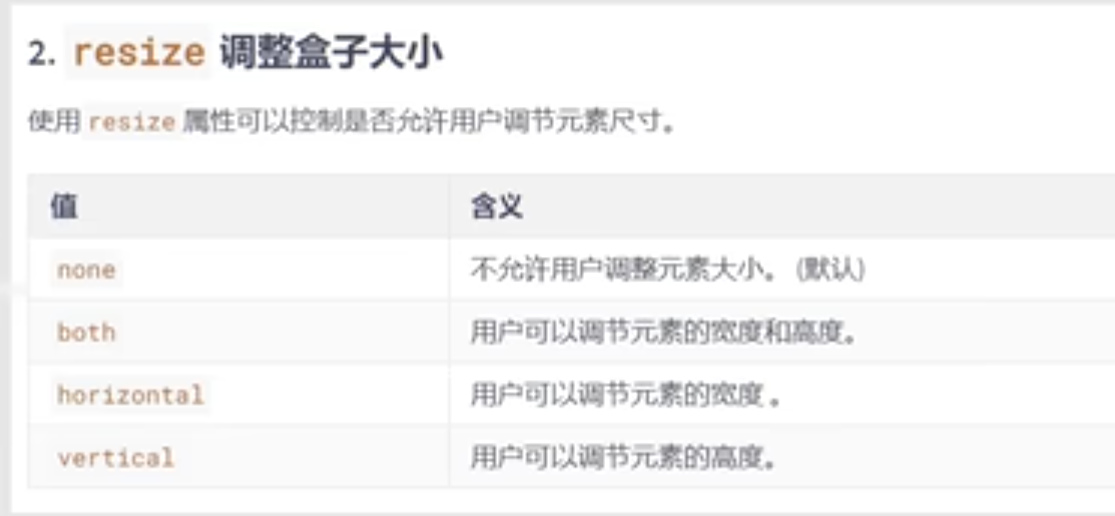 2. resize 调整盒子大小
使用 resize 属性可以控制是否允许用户调节元素尺寸。
值 含义
none 不允许用户调整元素大小。 (默认)
both 用户可以调节元素的宽度和高度。
horizontal 用户可以调节元素的宽度 。
vertical 用户可以调节元素的高度。